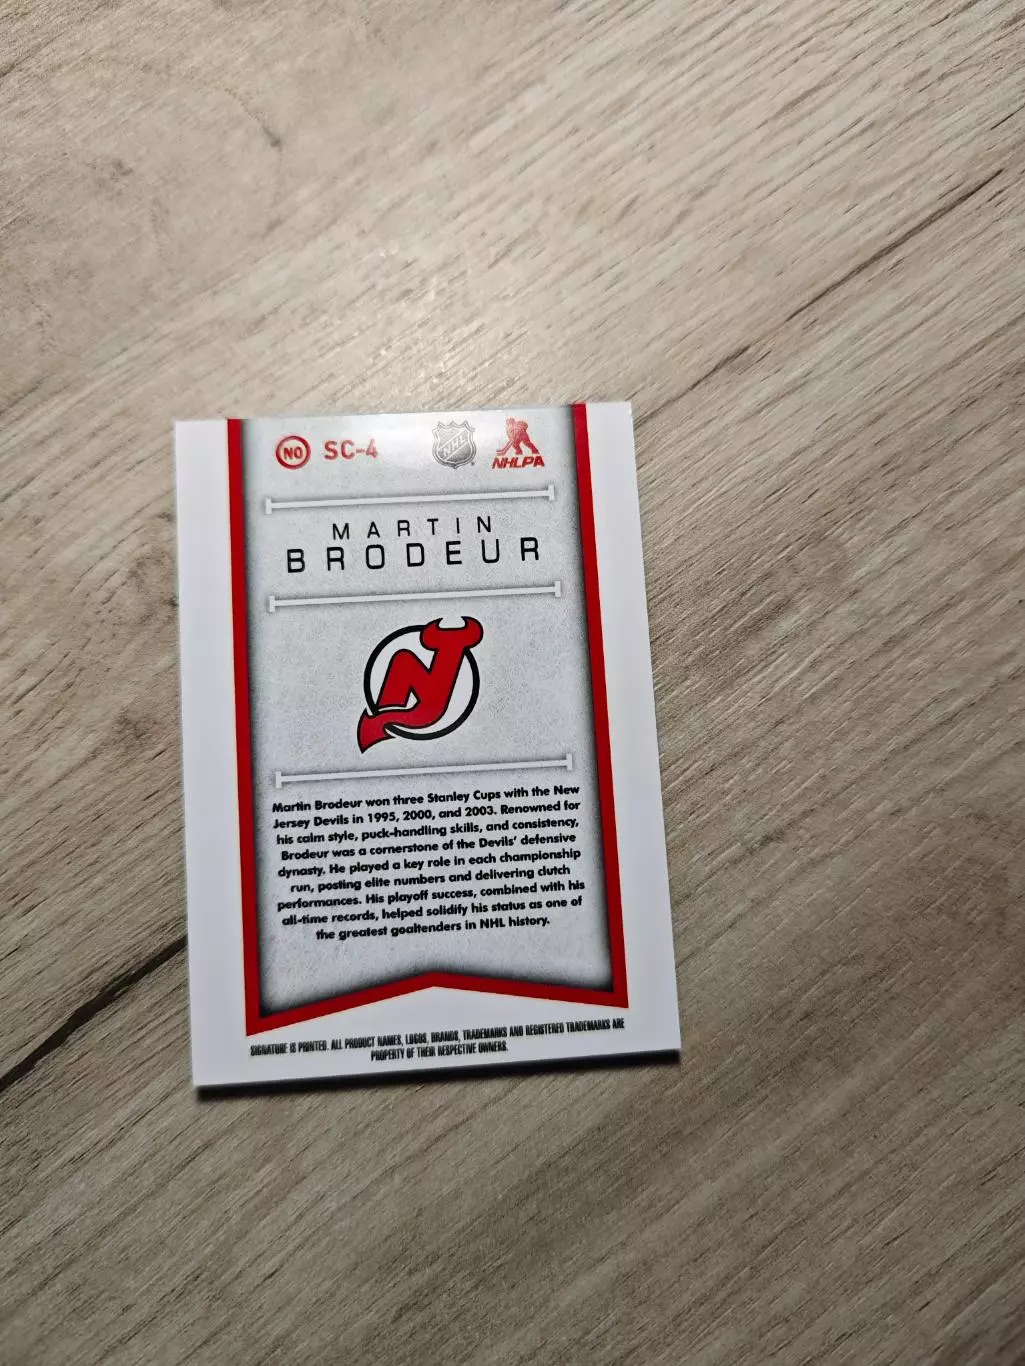 NO SC-4 NHL NHLPA
MARTIN
BRODEUR
Martin Brodeur won three Stanley Cups with the New
Jersey Devils in 1995, 2000, and 2003. Renowned for
his calm style, puck-handling skills, and consistency,
Brodeur was a cornerstone of the Devils' defensive
dynasty. He played a key role in each championship
run, posting elite numbers and delivering clutch
performances. His playoff success, combined with his
all-time records, helped solidify his status as one of
the greatest goaltenders in NHL history.
SIGNATURE IS PRINTED. ALL PRODUCT NAMES, LOGOS, BRANDS, TRADEMARKS AND REGISTERED TRADEMARKS ARE
PROPERTY OF THEIR RESPECTIVE OWNERS.